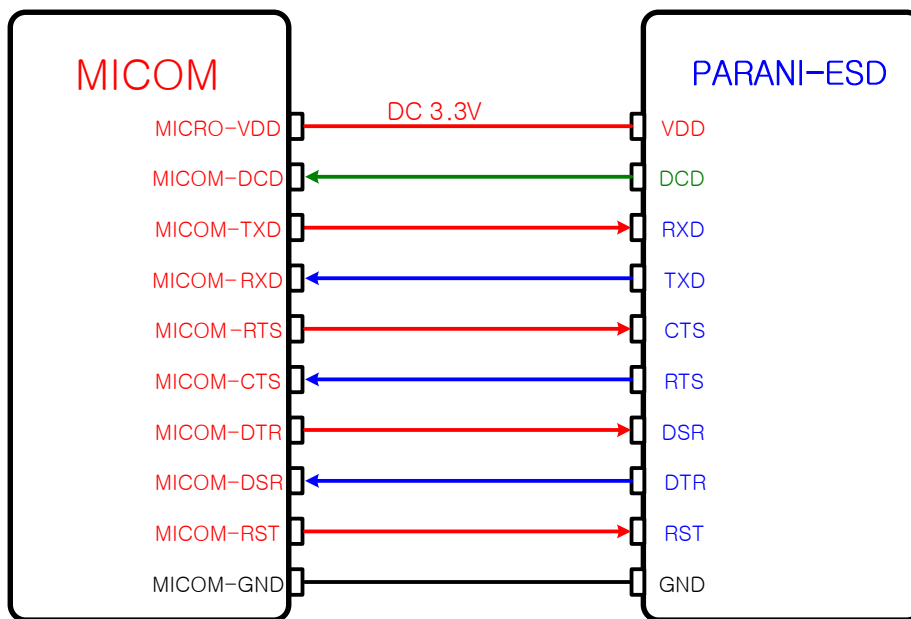 MICOM PARANI-ESD
DC 3.3V
MICRO-VDD VDD
MICOM-DCD DCD
MICOM-TXD RXD
MICOM-RXD TXD
MICOM-RTS CTS
MICOM-CTS RTS
MICOM-DTR DSR
MICOM-DSR DTR
MICOM-RST RST
MICOM-GND GND